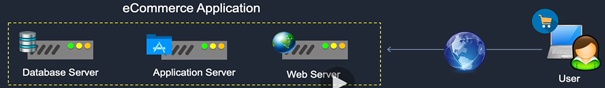 eCommerce Application
Database Server
Application Server
Web Server
User